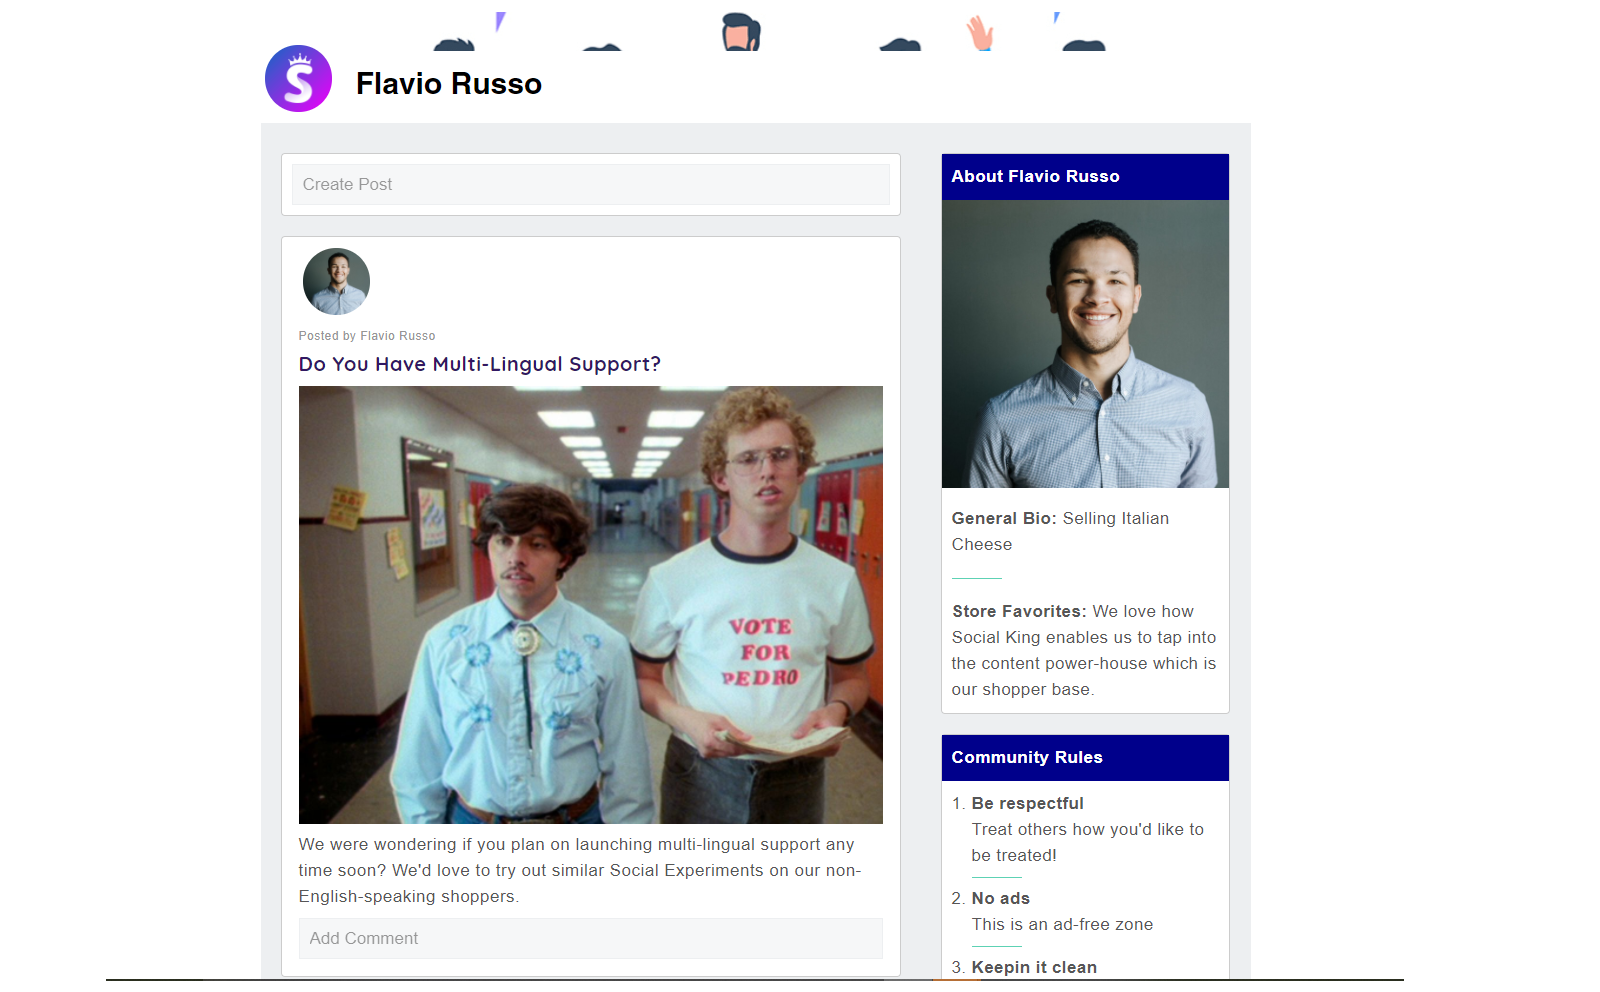 S
Flavio Russo
Create Post
Posted by Flavio Russo
Do You Have Multi-Lingual Support?
VOTE
FOR
PEDRO
We were wondering if you plan on launching multi-lingual support any
time soon? We'd love to try out similar Social Experiments on our non-
English-speaking shoppers.
Add Comment
About Flavio Russo
General Bio: Selling Italian
Cheese
Store Favorites: We love how
Social King enables us to tap into
the content power-house which is
our shopper base.
Community Rules
1. Be respectful
Treat others how you'd like to
be treated!
2. No ads
This is an ad-free zone
3. Keepin it clean